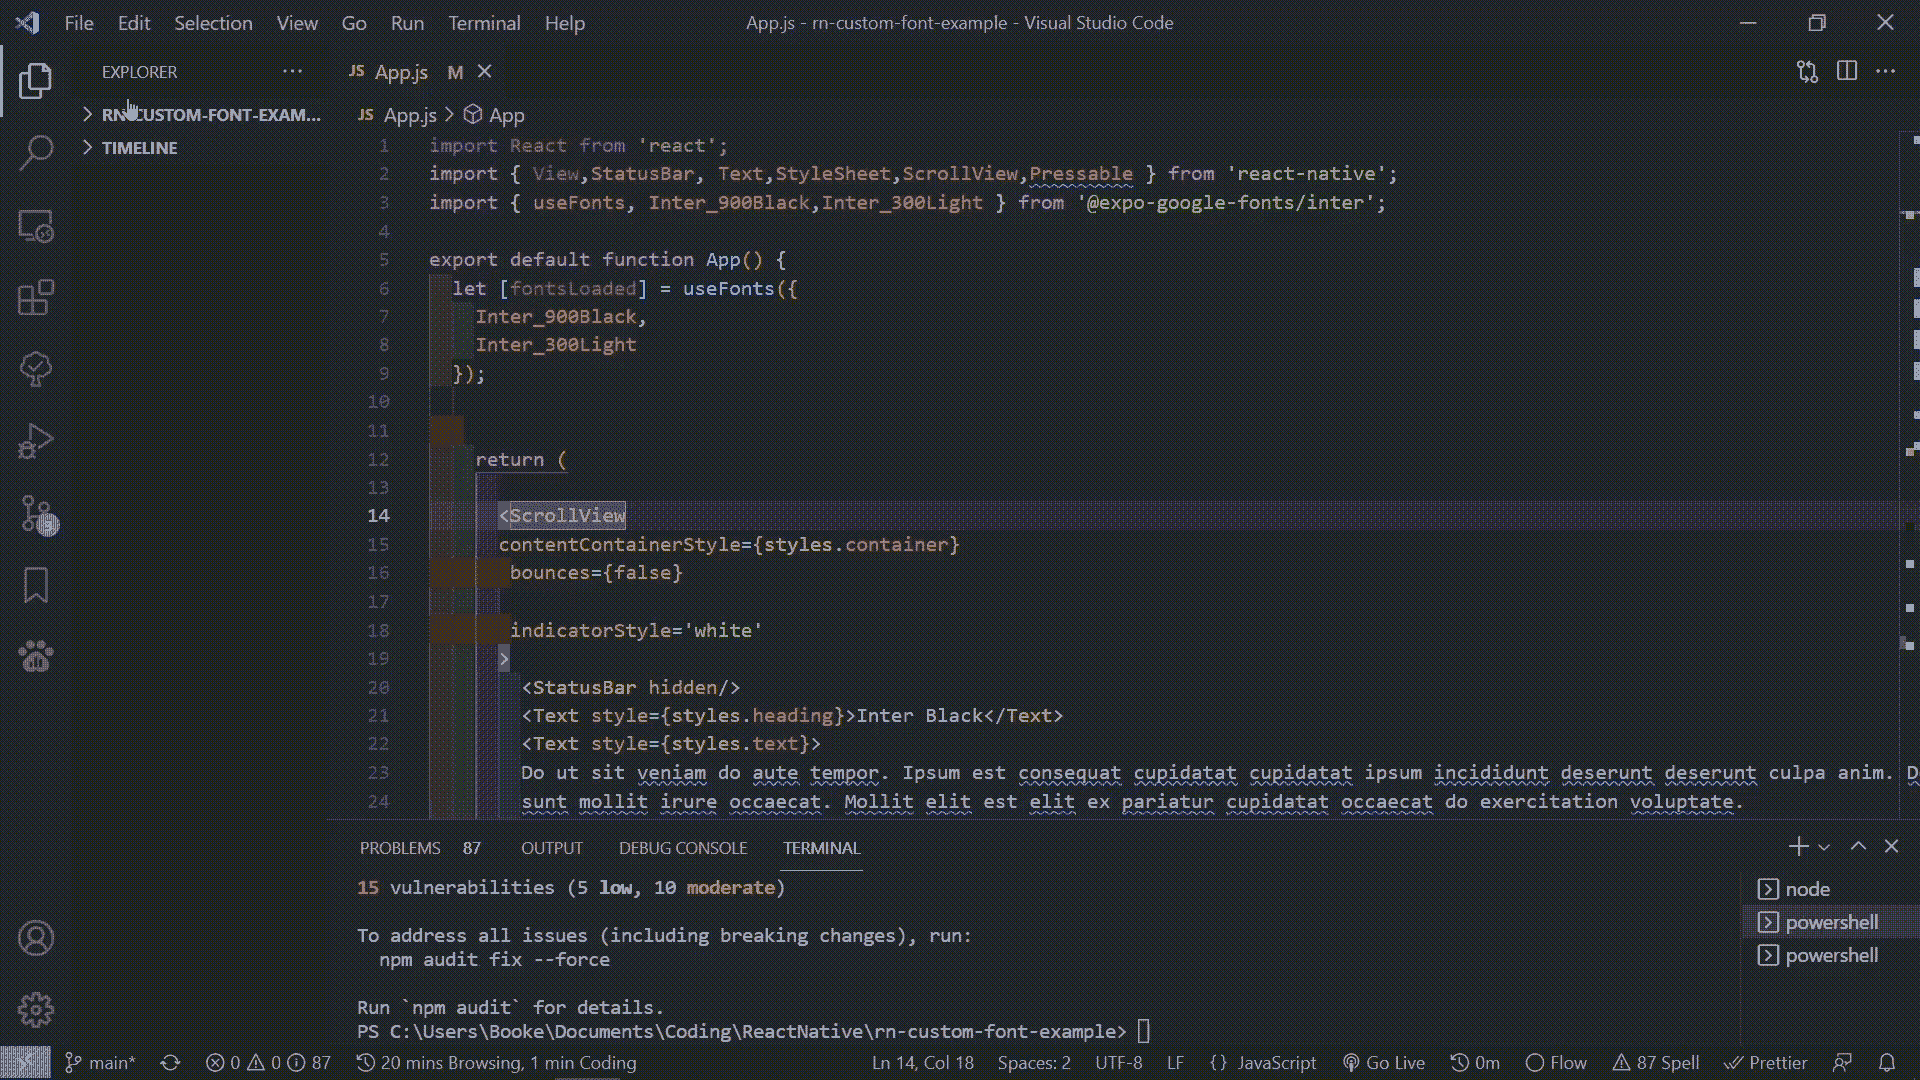 File Edit Selection View Go Run Terminal Help
App.js - rn-custom-font-example - Visual Studio Code
EXPLORER
RN-CUSTOM-FONT-EXAM...
TIMELINE
JS App.js M
JS App.js > App
1 import React from 'react';
2 import { View,StatusBar, Text,StyleSheet,ScrollView,Pressable } from 'react-native';
3 import { useFonts, Inter_900Black,Inter_300Light } from '@expo-google-fonts/inter';
4
5 export default function App() {
6 let [fontsLoaded] = useFonts({
7 Inter_900Black,
8 Inter_300Light
9 });
10
11
12 return (
13
14 <ScrollView
15 contentContainerStyle={styles.container}
16 bounces={false}
17
18 indicatorStyle='white'
19 >
20 <StatusBar hidden/>
21 <Text style={styles.heading}>Inter Black</Text>
22 <Text style={styles.text}>
23 Do ut sit veniam do aute tempor. Ipsum est consequat cupidatat cupidatat ipsum incididunt deserunt deserunt culpa anim.
24 sunt mollit irure occaecat. Mollit elit est elit ex pariatur cupidatat occaecat do exercitation voluptate.
PROBLEMS 87 OUTPUT DEBUG CONSOLE TERMINAL
15 vulnerabilities (5 low, 10 moderate)
To address all issues (including breaking changes), run:
npm audit fix --force
Run `npm audit` for details.
PS C:\Users\Booke\Documents\Coding\ReactNative\rn-custom-font-example>
node
powershell
powershell
main* 0 0 87 20 mins Browsing, 1 min Coding Ln 14, Col 18 Spaces: 2 UTF-8 LF {} JavaScript Go Live 0m Flow 87 Spell Prettier